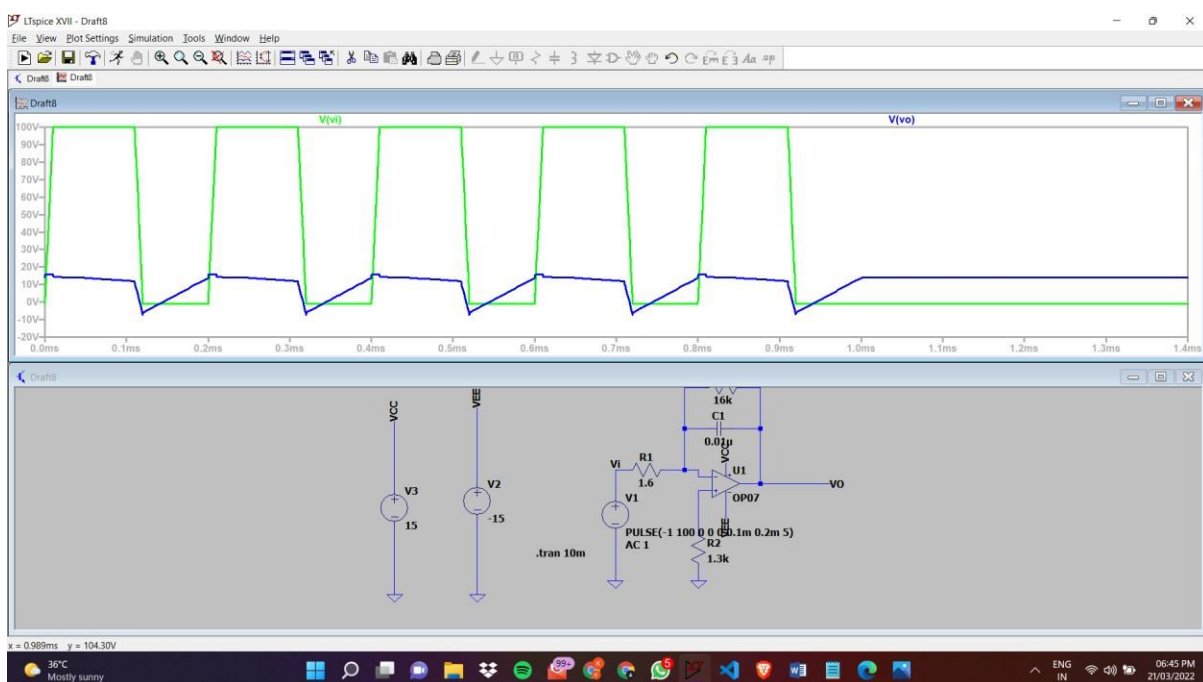 LTspice XVII - Draft8
File View Plot Settings Simulation Tools Window Help
Draft8 Draft8
Draft8
V(vi) V(vo)
100V
90V
80V
70V
60V
50V
40V
30V
20V
10V
0V
-10V
-20V
0.0ms 0.1ms 0.2ms 0.3ms 0.4ms 0.5ms 0.6ms 0.7ms 0.8ms 0.9ms 1.0ms 1.1ms 1.2ms 1.3ms 1.4ms
Draft8
VCC
VEE
V3
15
V2
-15
.tran 10m
16k
C1
0.01µ
VCC
Vi
R1
1.6
U1
OP07
VO
V1
VEE
PULSE(-1 100 0 0 0 0.1m 0.2m 5)
AC 1
R2
1.3k
x = 0.989ms y = 104.30V
36°C
Mostly sunny
99+
5
ENG
IN
06:45 PM
21/03/2022